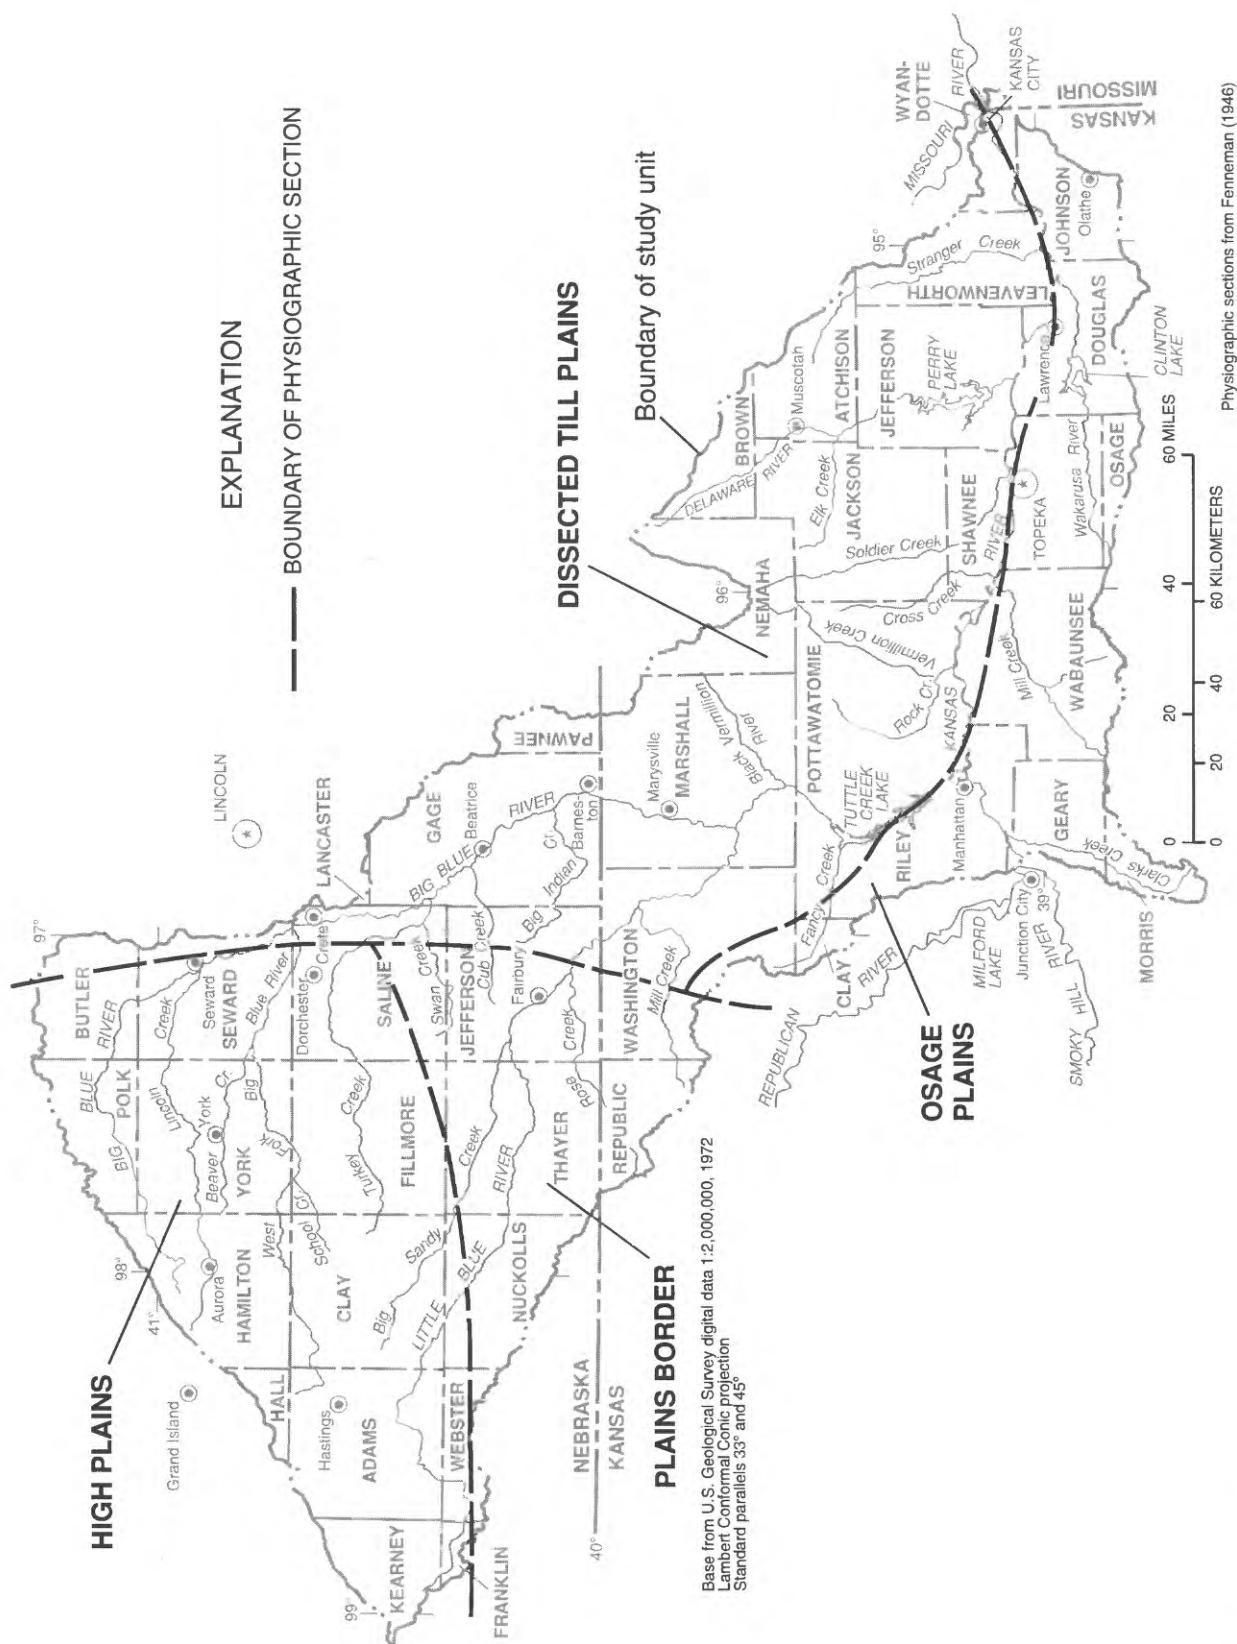 EXPLANATION
BOUNDARY OF PHYSIOGRAPHIC SECTION
HIGH PLAINS
DISSECTED TILL PLAINS
PLAINS BORDER
OSAGE
PLAINS
Boundary of study unit
99°
98°
97°
96°
95°
41°
40°
39°
Grand Island
LINCOLN
Aurora
York
Seward
Hastings
Dorchester
Crete
Beatrice
Fairbury
Barnes-
ton
Marysville
Muscotah
Manhattan
Junction City
TOPEKA
Lawrence
Olathe
KANSAS
CITY
KEARNEY
FRANKLIN
ADAMS
WEBSTER
HALL
HAMILTON
CLAY
NUCKOLLS
POLK
YORK
FILLMORE
THAYER
BUTLER
SEWARD
SALINE
JEFFERSON
LANCASTER
GAGE
PAWNEE
NEBRASKA
KANSAS
REPUBLIC
WASHINGTON
MARSHALL
NEMAHA
BROWN
CLAY
RILEY
POTTAWATOMIE
JACKSON
ATCHISON
JEFFERSON
LEAVENWORTH
WYAN-
DOTTE
GEARY
MORRIS
WABAUNSEE
SHAWNEE
OSAGE
DOUGLAS
JOHNSON
KANSAS
MISSOURI
BIG
BLUE
RIVER
Lincoln
Creek
Beaver
Cr.
West
Fork
Big
Blue River
School Cr.
Turkey
Creek
Big
Sandy
Creek
LITTLE
BLUE
RIVER
Swan
Creek
Cub Creek
BIG BLUE
RIVER
Big
Indian
Cr.
Rose
Creek
Mill Creek
Black Vermillion
River
Fancy Creek
TUTTLE
CREEK
LAKE
REPUBLICAN
RIVER
MILFORD
LAKE
SMOKY
HILL
RIVER
Clarks Creek
KANSAS
RIVER
Rock Cr.
Vermillion Creek
Cross Creek
Soldier Creek
Mill Creek
Elk Creek
DELAWARE
RIVER
PERRY
LAKE
Wakarusa River
CLINTON
LAKE
Stranger
Creek
MISSOURI
RIVER
0
20
40
60 MILES
0
20
40
60 KILOMETERS
Base from U.S. Geological Survey digital data 1:2,000,000, 1972
Lambert Conformal Conic projection
Standard parallels 33° and 45°
Physiographic sections from Fenneman (1946)